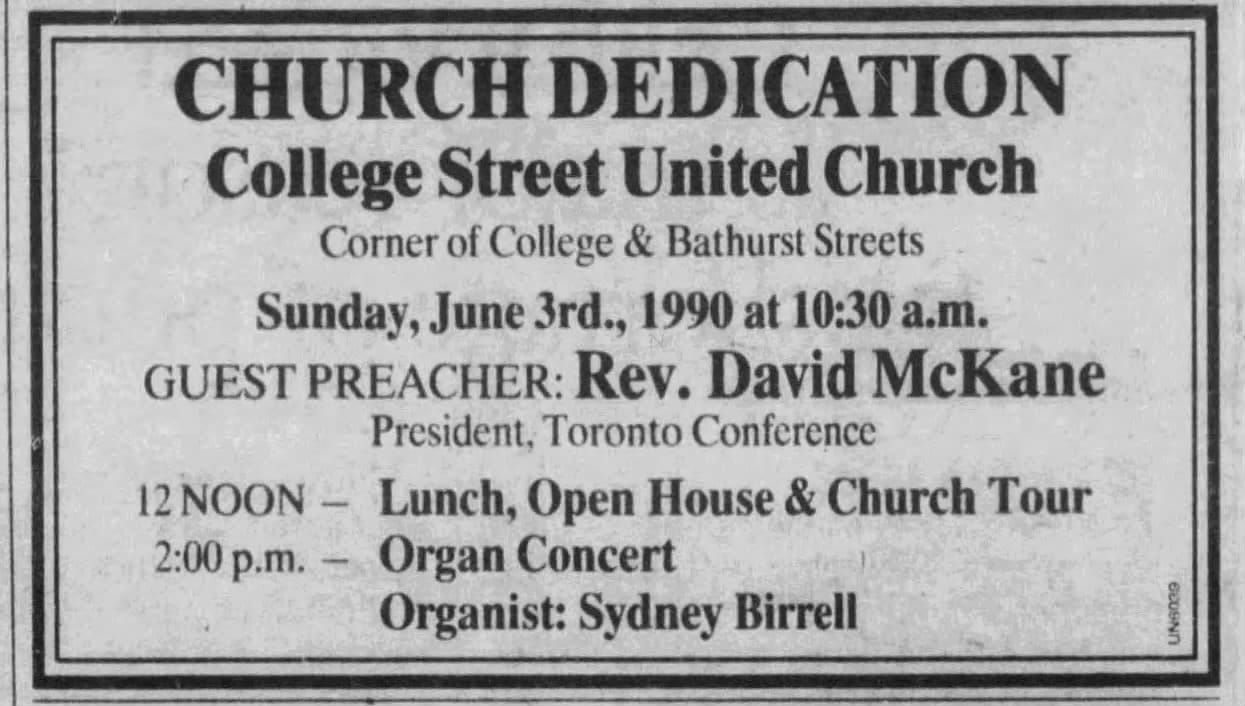 CHURCH DEDICATION
College Street United Church
Corner of College & Bathurst Streets
Sunday, June 3rd., 1990 at 10:30 a.m.
GUEST PREACHER: Rev. David McKane
President, Toronto Conference
12 NOON – Lunch, Open House & Church Tour
2:00 p.m. – Organ Concert
Organist: Sydney Birrell
UN6039